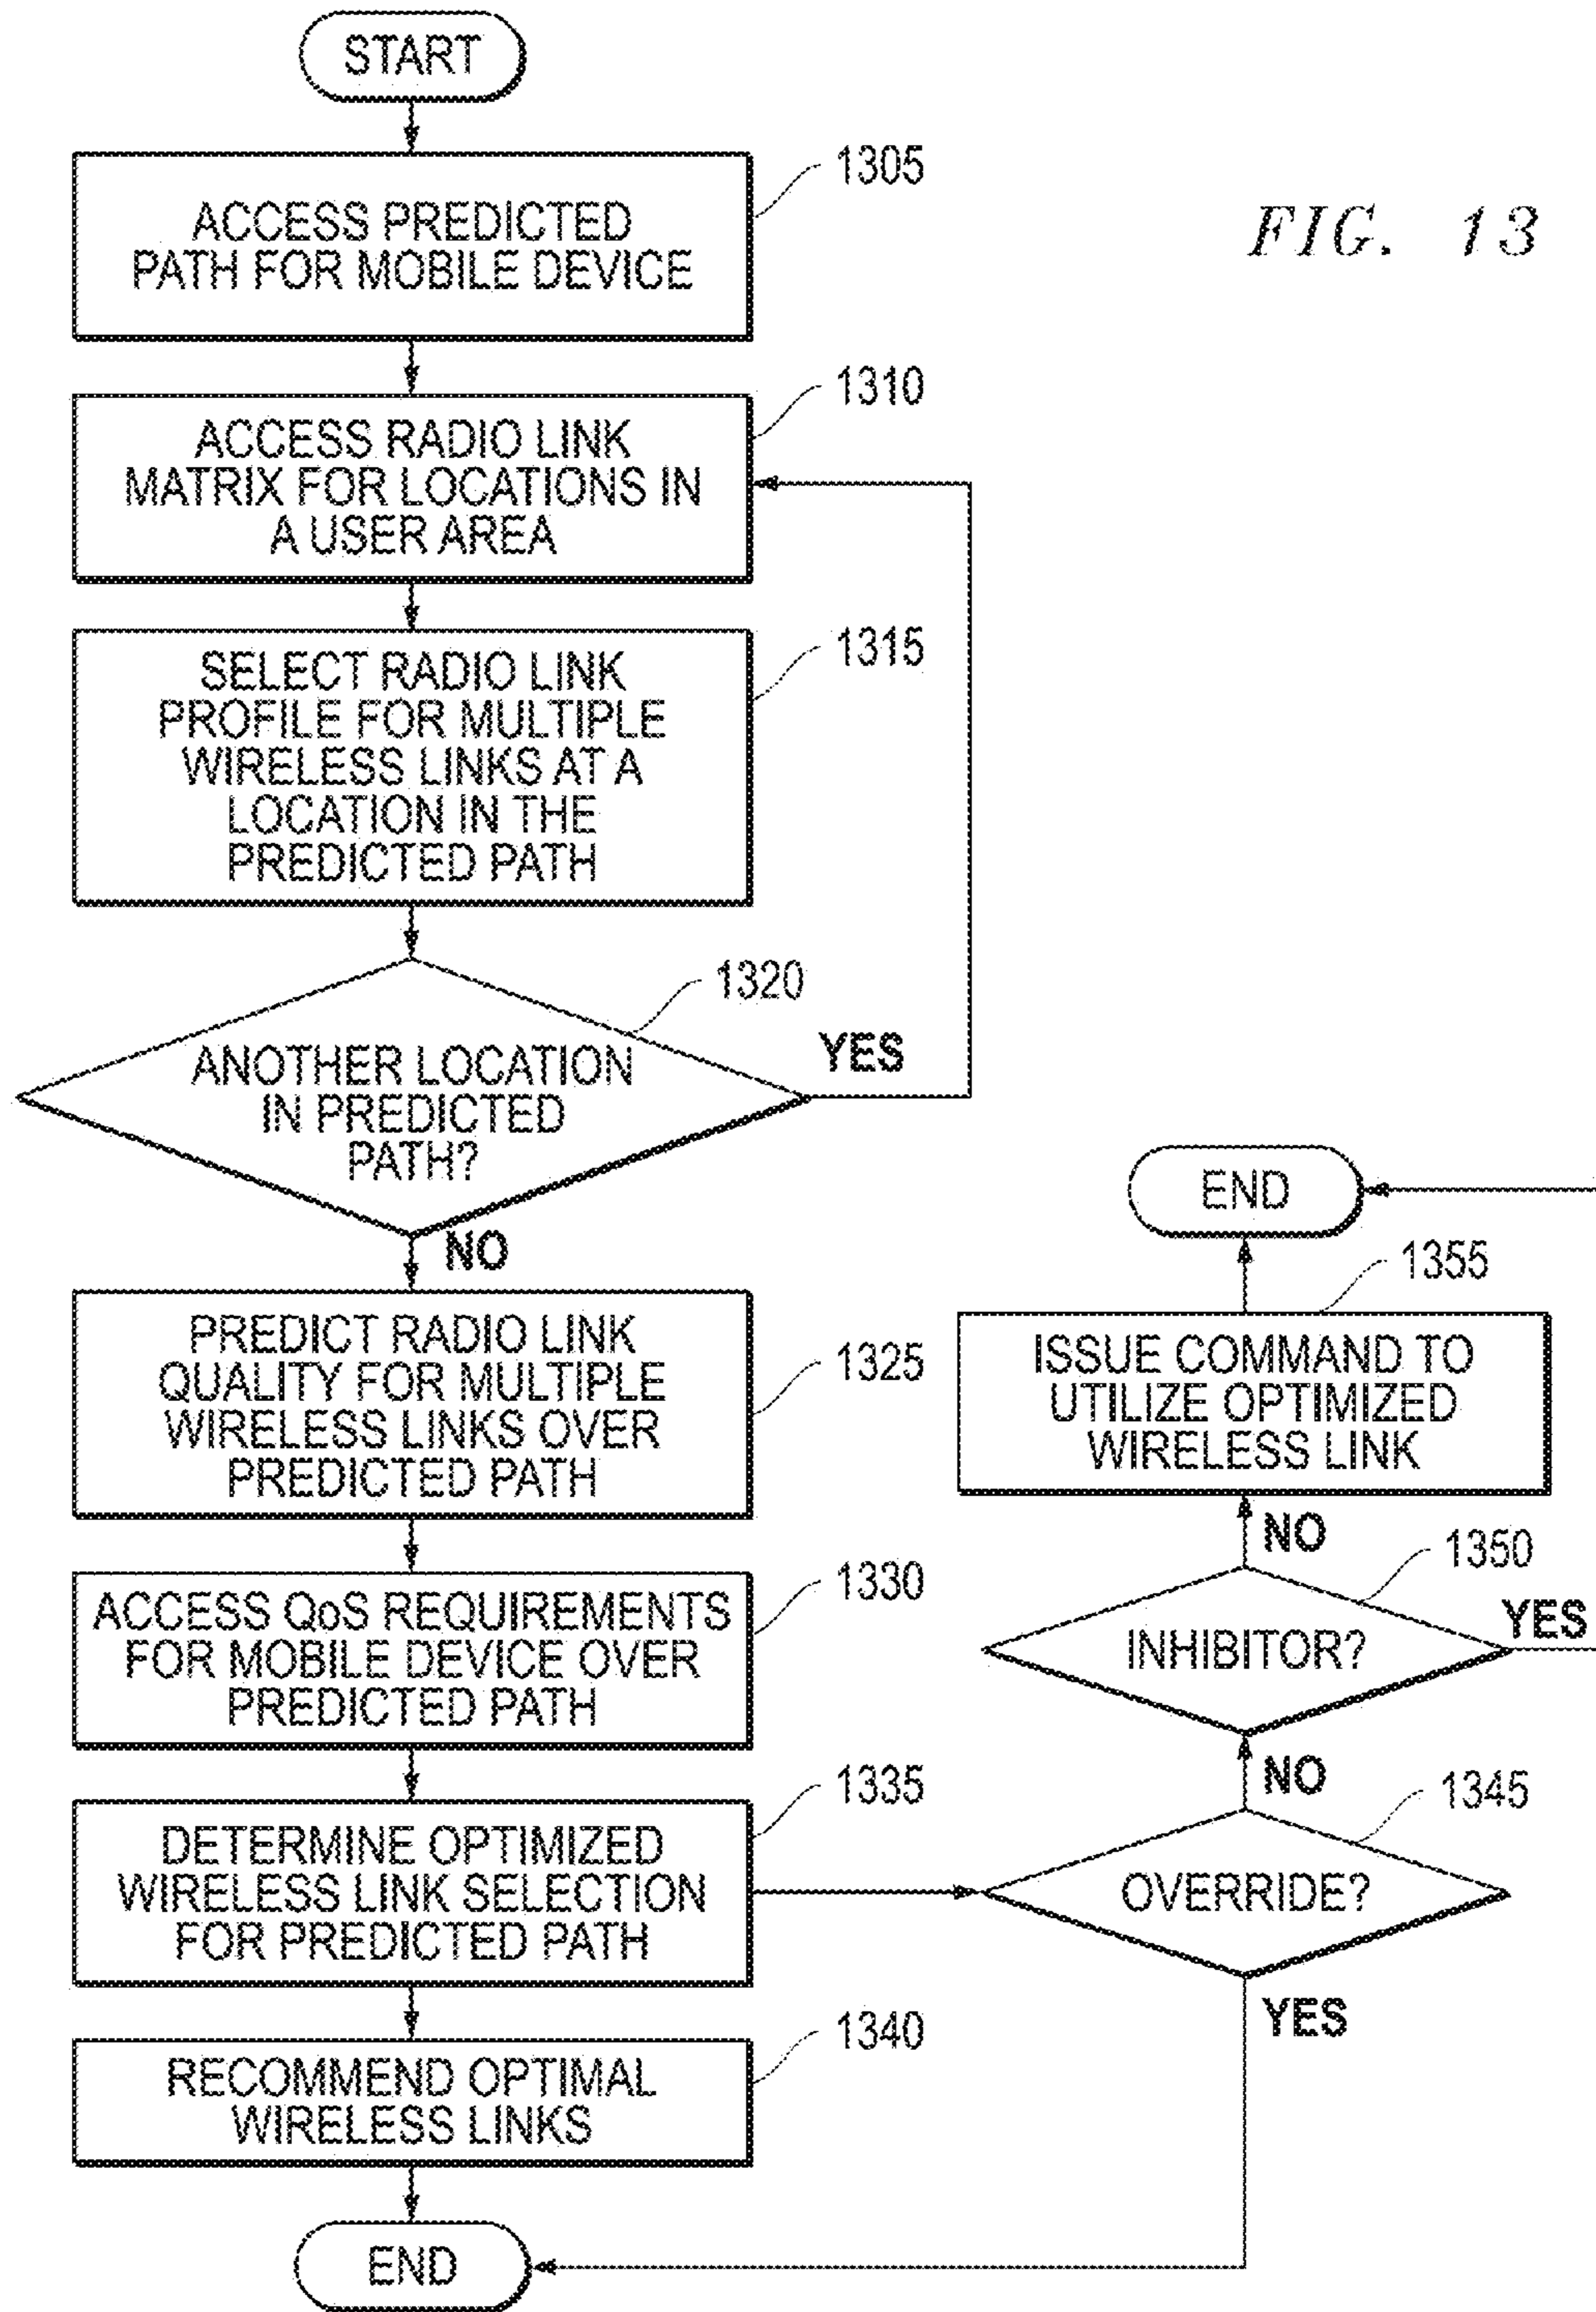 START
1305
ACCESS PREDICTED
PATH FOR MOBILE DEVICE
FIG. 13
1310
ACCESS RADIO LINK
MATRIX FOR LOCATIONS IN
A USER AREA
1315
SELECT RADIO LINK
PROFILE FOR MULTIPLE
WIRELESS LINKS AT A
LOCATION IN THE
PREDICTED PATH
1320
ANOTHER LOCATION
IN PREDICTED
PATH?
YES
NO
1325
PREDICT RADIO LINK
QUALITY FOR MULTIPLE
WIRELESS LINKS OVER
PREDICTED PATH
1330
ACCESS QoS REQUIREMENTS
FOR MOBILE DEVICE OVER
PREDICTED PATH
1335
DETERMINE OPTIMIZED
WIRELESS LINK SELECTION
FOR PREDICTED PATH
1340
RECOMMEND OPTIMAL
WIRELESS LINKS
END
END
1355
ISSUE COMMAND TO
UTILIZE OPTIMIZED
WIRELESS LINK
NO
1350
YES
INHIBITOR?
NO
1345
OVERRIDE?
YES